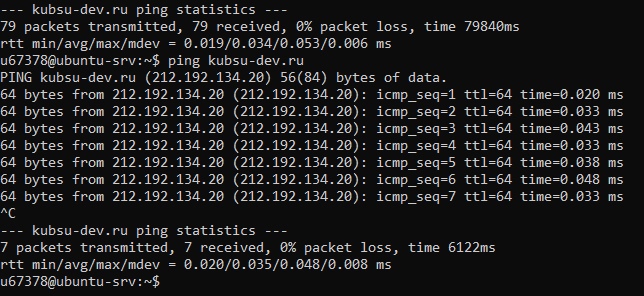 --- kubsu-dev.ru ping statistics ---
79 packets transmitted, 79 received, 0% packet loss, time 79840ms
rtt min/avg/max/mdev = 0.019/0.034/0.053/0.006 ms
u67378@ubuntu-srv:~$ ping kubsu-dev.ru
PING kubsu-dev.ru (212.192.134.20) 56(84) bytes of data.
64 bytes from 212.192.134.20 (212.192.134.20): icmp_seq=1 ttl=64 time=0.020 ms
64 bytes from 212.192.134.20 (212.192.134.20): icmp_seq=2 ttl=64 time=0.033 ms
64 bytes from 212.192.134.20 (212.192.134.20): icmp_seq=3 ttl=64 time=0.043 ms
64 bytes from 212.192.134.20 (212.192.134.20): icmp_seq=4 ttl=64 time=0.033 ms
64 bytes from 212.192.134.20 (212.192.134.20): icmp_seq=5 ttl=64 time=0.038 ms
64 bytes from 212.192.134.20 (212.192.134.20): icmp_seq=6 ttl=64 time=0.048 ms
64 bytes from 212.192.134.20 (212.192.134.20): icmp_seq=7 ttl=64 time=0.033 ms
^C
--- kubsu-dev.ru ping statistics ---
7 packets transmitted, 7 received, 0% packet loss, time 6122ms
rtt min/avg/max/mdev = 0.020/0.035/0.048/0.008 ms
u67378@ubuntu-srv:~$